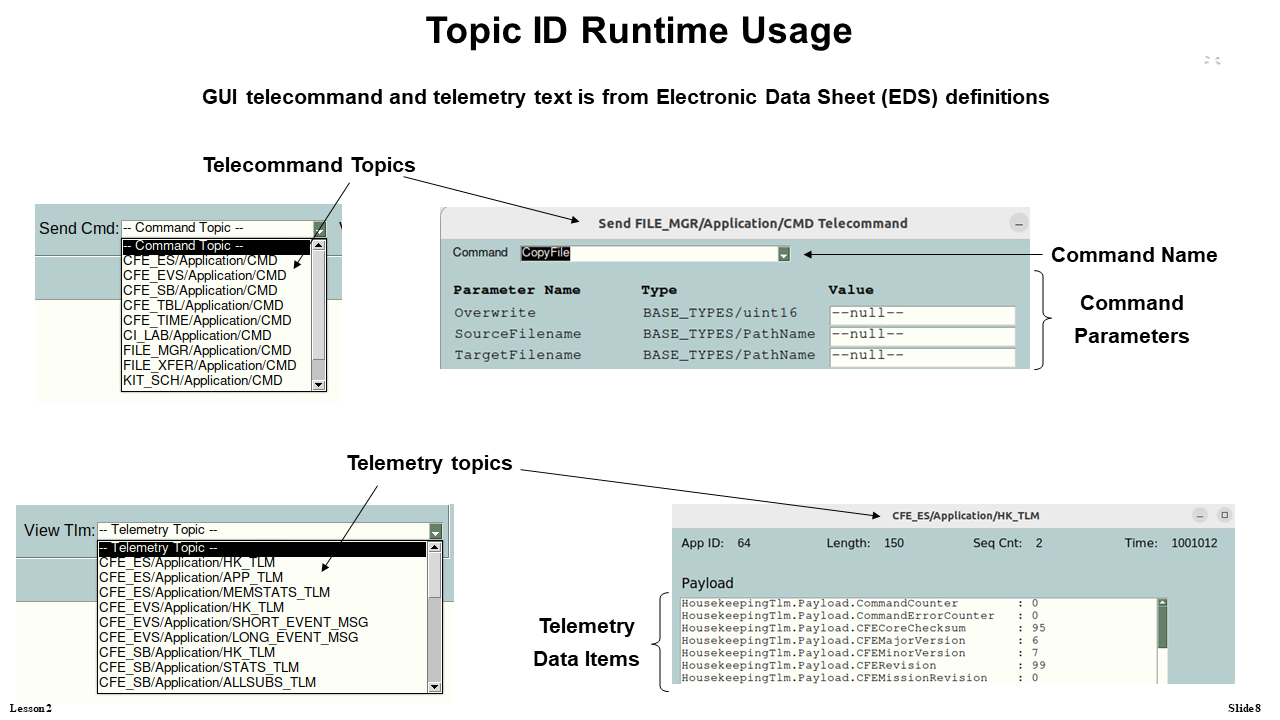 Topic ID Runtime Usage
GUI telecommand and telemetry text is from Electronic Data Sheet (EDS) definitions
Telecommand Topics
Send Cmd: -- Command Topic --
-- Command Topic --
CFE_ES/Application/CMD
CFE_EVS/Application/CMD
CFE_SB/Application/CMD
CFE_TBL/Application/CMD
CFE_TIME/Application/CMD
CI_LAB/Application/CMD
FILE_MGR/Application/CMD
FILE_XFER/Application/CMD
KIT_SCH/Application/CMD
Send FILE_MGR/Application/CMD Telecommand
Command CopyFile
Parameter Name Type Value
Overwrite BASE_TYPES/uint16 --null--
SourceFilename BASE_TYPES/PathName --null--
TargetFilename BASE_TYPES/PathName --null--
Command Name
Command
Parameters
Telemetry topics
View Tlm: -- Telemetry Topic --
-- Telemetry Topic --
CFE_ES/Application/HK_TLM
CFE_ES/Application/APP_TLM
CFE_ES/Application/MEMSTATS_TLM
CFE_EVS/Application/HK_TLM
CFE_EVS/Application/SHORT_EVENT_MSG
CFE_EVS/Application/LONG_EVENT_MSG
CFE_SB/Application/HK_TLM
CFE_SB/Application/STATS_TLM
CFE_SB/Application/ALLSUBS_TLM
CFE_ES/Application/HK_TLM
App ID: 64 Length: 150 Seq Cnt: 2 Time: 1001012
Payload
HousekeepingTlm.Payload.CommandCounter : 0
HousekeepingTlm.Payload.CommandErrorCounter : 0
HousekeepingTlm.Payload.CFECoreChecksum : 95
HousekeepingTlm.Payload.CFEMajorVersion : 6
HousekeepingTlm.Payload.CFEMinorVersion : 7
HousekeepingTlm.Payload.CFERevision : 99
HousekeepingTlm.Payload.CFEMissionRevision : 0
Telemetry
Data Items
Lesson 2
Slide 8